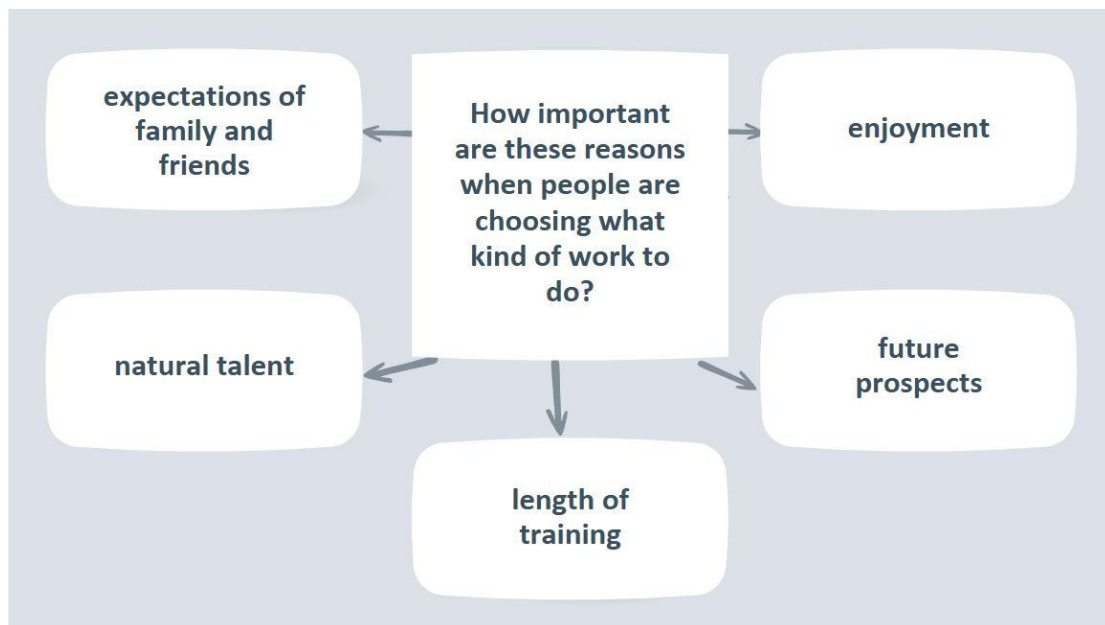 How important
are these reasons
when people are
choosing what
kind of work to
do?
expectations of
family and
friends
enjoyment
natural talent
future
prospects
length of
training